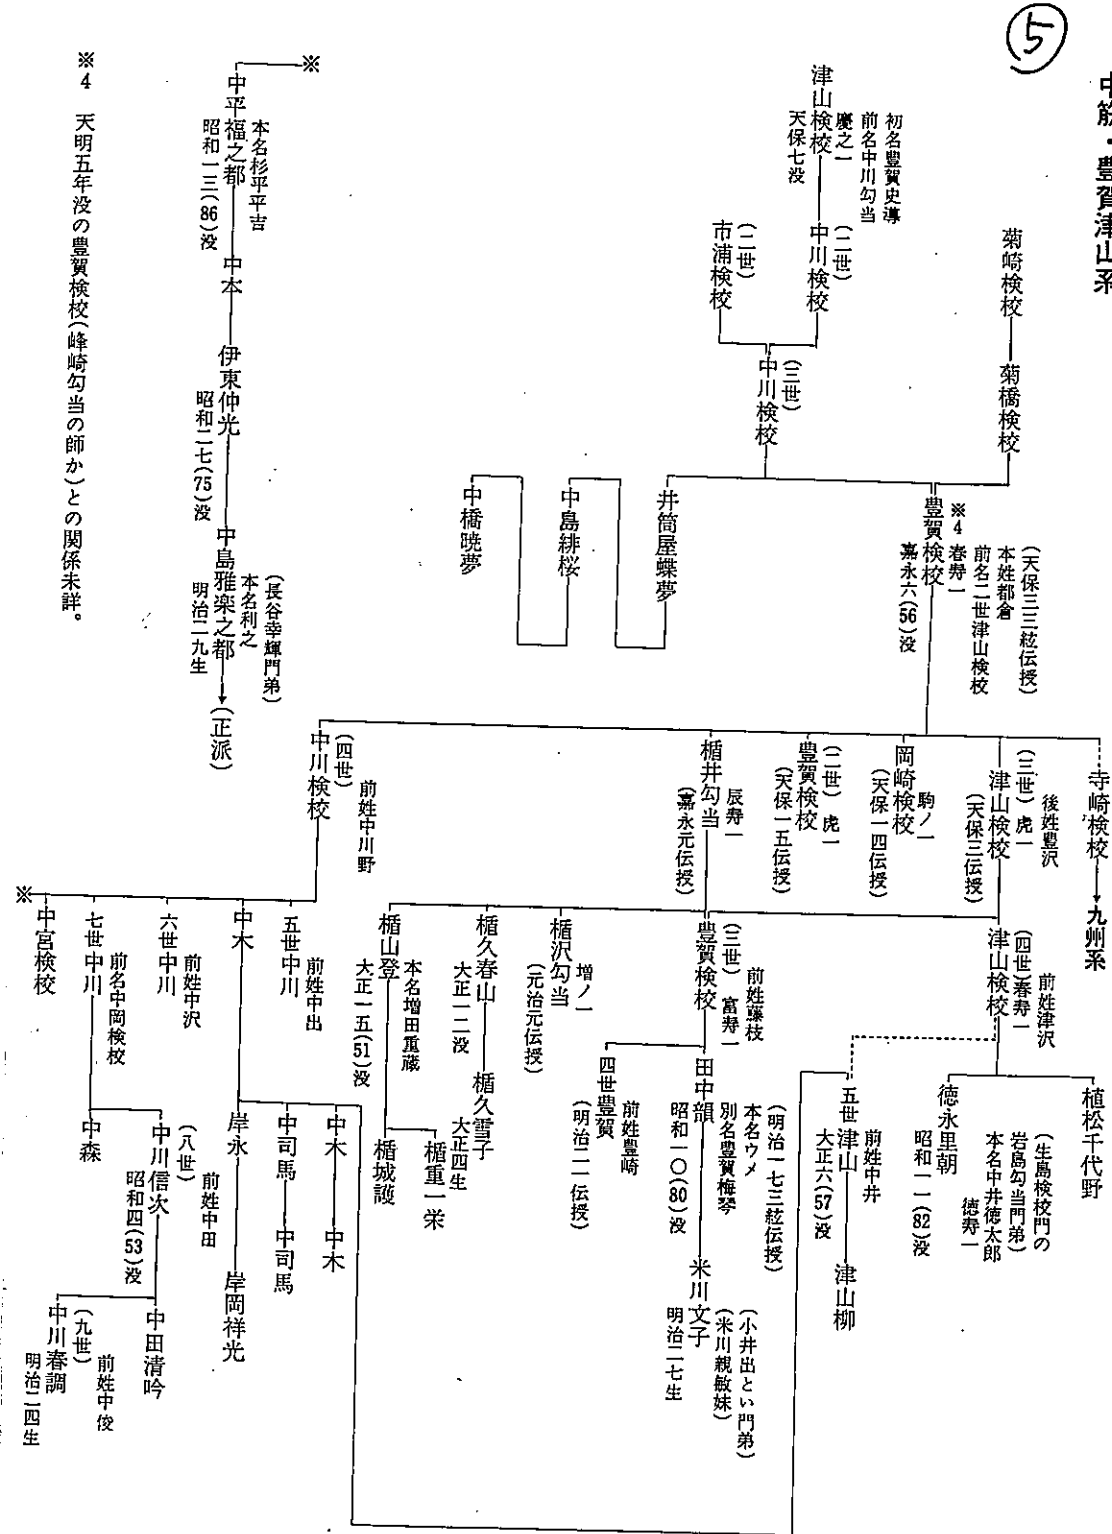 ⑤
中筋・豊賀津山系
菊崎検校
菊橋検校
初名豊賀史導
前名中川勾当
慶之一
津山検校
天保七没
(二世)
中川検校
(二世)
市浦検校
(三世)
中川検校
(天保三三絃伝授)
本姓都倉
前名二世津山検校
春寿一
※4
豊賀検校
嘉永六(56)没
井筒屋蝶夢
中島緋桜
中橋暁夢
寺崎検校
九州系
後姓豊沢
(三世)虎一
津山検校
(天保三伝授)
駒ノ一
岡崎検校
(天保一四伝授)
(二世)虎一
豊賀検校
(天保一五伝授)
辰寿一
楯井勾当
(嘉永元伝授)
前姓中川野
(四世)
中川検校
前姓津沢
(四世)春寿一
津山検校
前姓藤枝
(三世)富寿一
豊賀検校
増ノ一
楯沢勾当
(元治元伝授)
楯久春山
大正一二没
本名増田重蔵
楯山登
大正一五(51)没
前姓中出
五世中川
中木
前姓中沢
六世中川
前名中岡検校
七世中川
中宮検校
※
植松千代野
(生島検校門の
岩島勾当門弟)
本名中井徳太郎
徳寿一
徳永里朝
昭和一一(82)没
前姓中井
五世津山
大正六(57)没
津山柳
(明治一七三絃伝授)
本名ウメ
別名豊賀梅琴
田中韻
昭和一〇(80)没
(小井出とい門弟)
(米川親敏妹)
米川文子
明治二七生
前姓豊崎
四世豊賀
(明治二一伝授)
楯久雪子
大正四生
楯重一栄
楯城護
中木
中木
中司馬
中司馬
岸永
岸岡祥光
前姓中田
(八世)
中川信次
昭和四(53)没
中森
中田清吟
前姓中俊
(九世)
中川春調
明治二四生
※
本名杉平平吉
中平福之都
昭和一三(86)没
中本
伊東仲光
昭和二七(75)没
(長谷幸輝門弟)
本名利之
中島雅楽之都
明治二九生
(正派)
※4 天明五年没の豊賀検校(峰崎勾当の師か)との関係未詳。